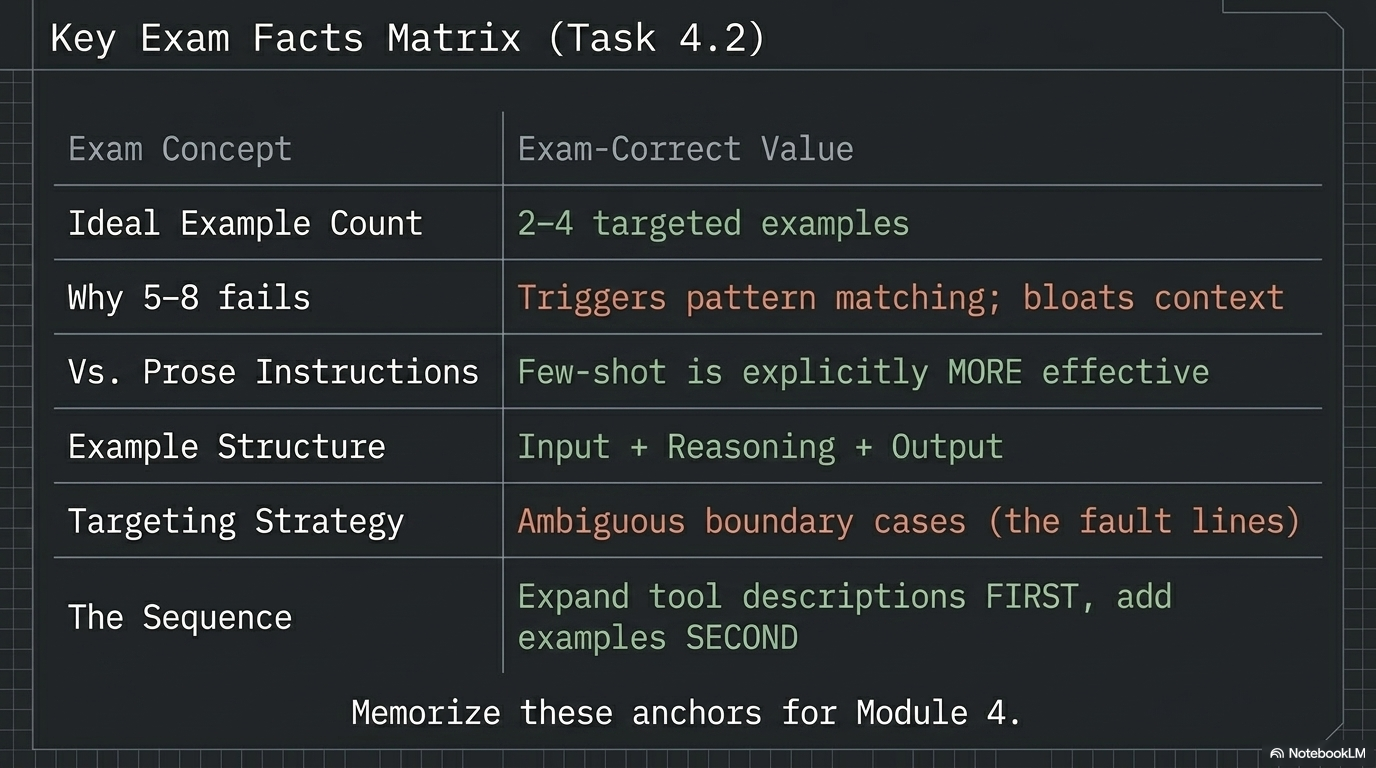 Key Exam Facts Matrix (Task 4.2)
Exam Concept
Exam-Correct Value
Ideal Example Count
2–4 targeted examples
Why 5–8 fails
Triggers pattern matching; bloats context
Vs. Prose Instructions
Few-shot is explicitly MORE effective
Example Structure
Input + Reasoning + Output
Targeting Strategy
Ambiguous boundary cases (the fault lines)
The Sequence
Expand tool descriptions FIRST, add
examples SECOND
Memorize these anchors for Module 4.
NotebookLM